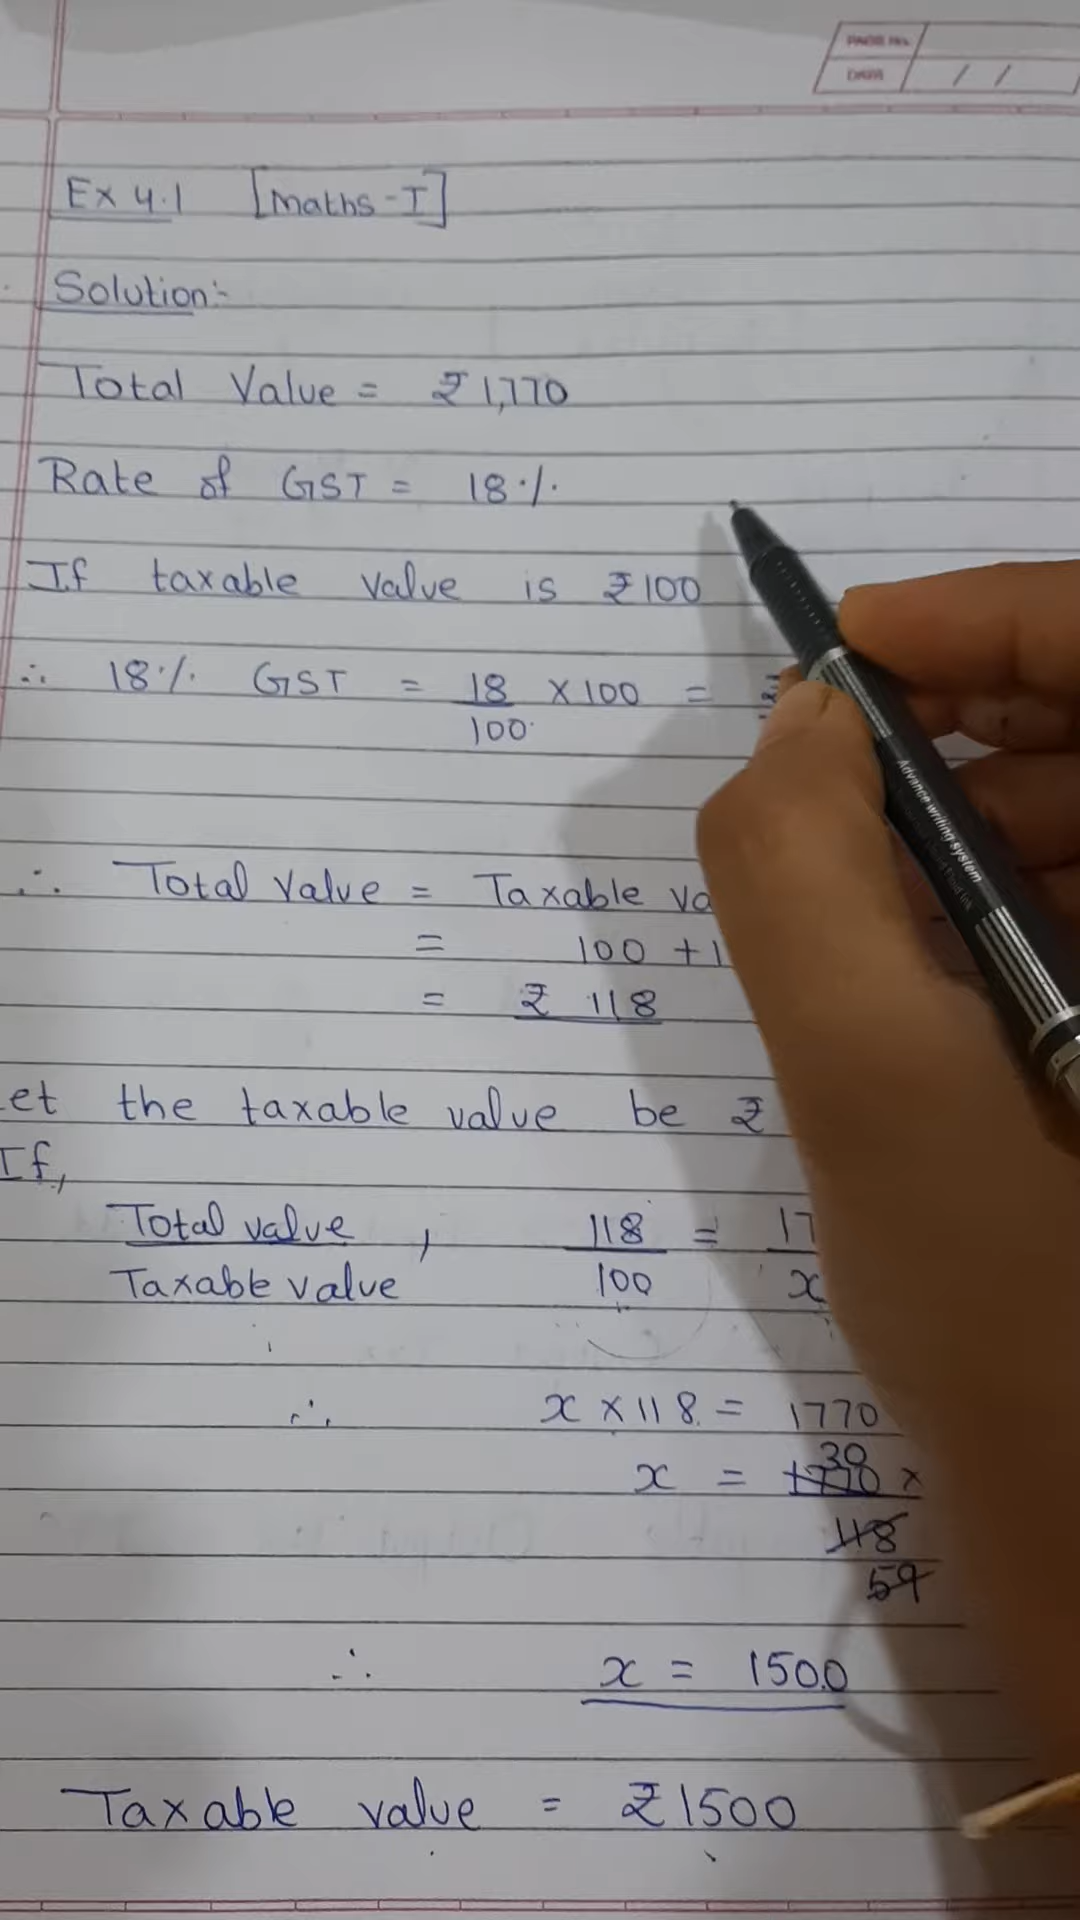 PAGE No.
DATE / /
Ex 4.1 [Maths-I]
Solution:-
Total Value = ₹1,770
Rate of GST = 18%
If taxable value is ₹100
∴ 18% GST = 18/100 × 100 = ₹
∴ Total Value = Taxable va
= 100 + 1
= ₹ 118
et the taxable value be ₹
If,
Total value / Taxable value , 118/100 = 17/x
∴ x × 118 = 1770
x = 1770 30 ×
118
59
∴ x = 1500
Taxable value = ₹1500
Advance writing system